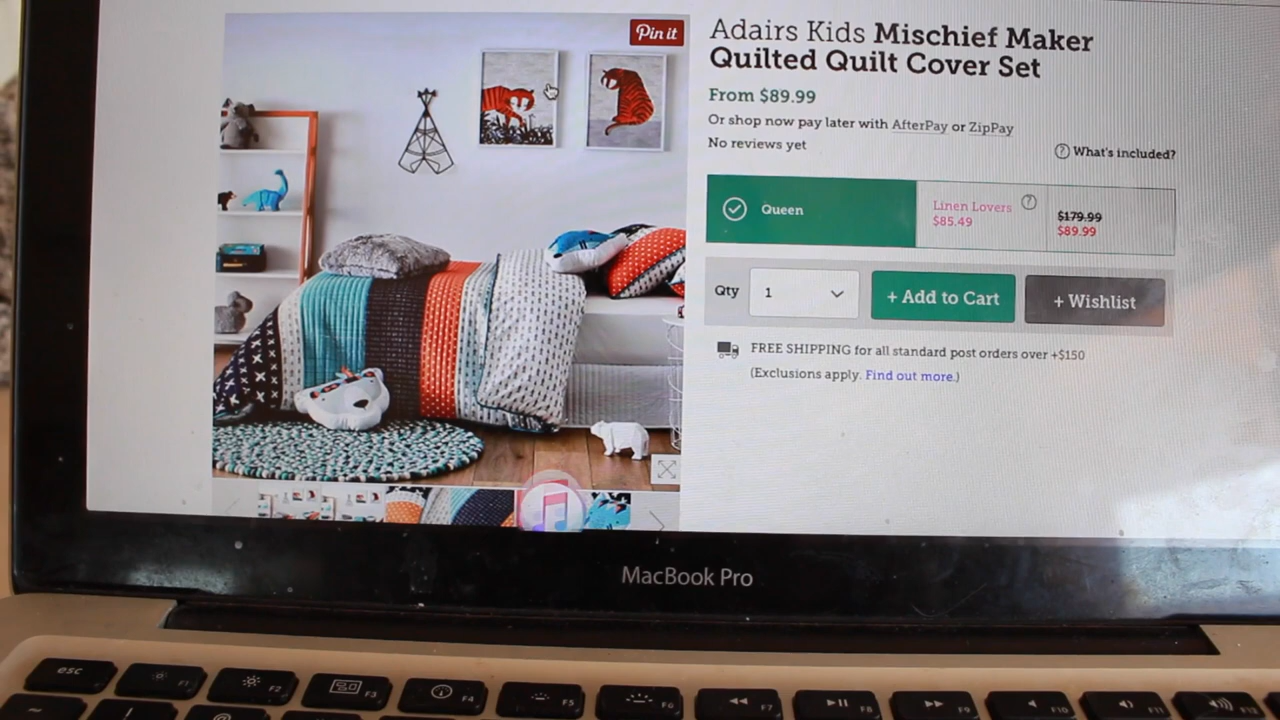 Pin it
Adairs Kids Mischief Maker
Quilted Quilt Cover Set
From $89.99
Or shop now pay later with AfterPay or ZipPay
No reviews yet
? What's included?
Queen
Linen Lovers ?
$85.49
$179.99
$89.99
Qty
1
+ Add to Cart
+ Wishlist
FREE SHIPPING for all standard post orders over +$150
(Exclusions apply. Find out more.)
MacBook Pro
esc
F1
F2
F3
F4
F5
F6
F7
F8
F9
F10
F11
F12